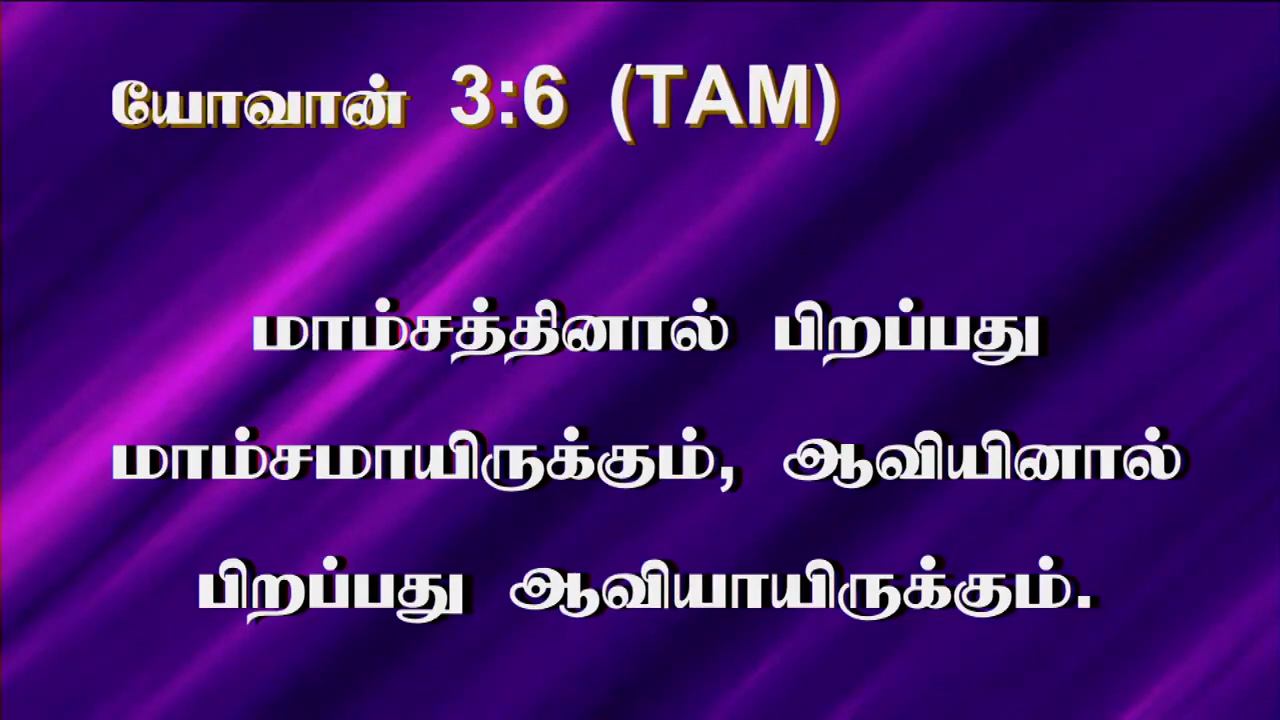 யோவான் 3:6 (TAM)
மாம்சத்தினால் பிறப்பது
மாம்சமாயிருக்கும், ஆவியினால்
பிறப்பது ஆவியாயிருக்கும்.